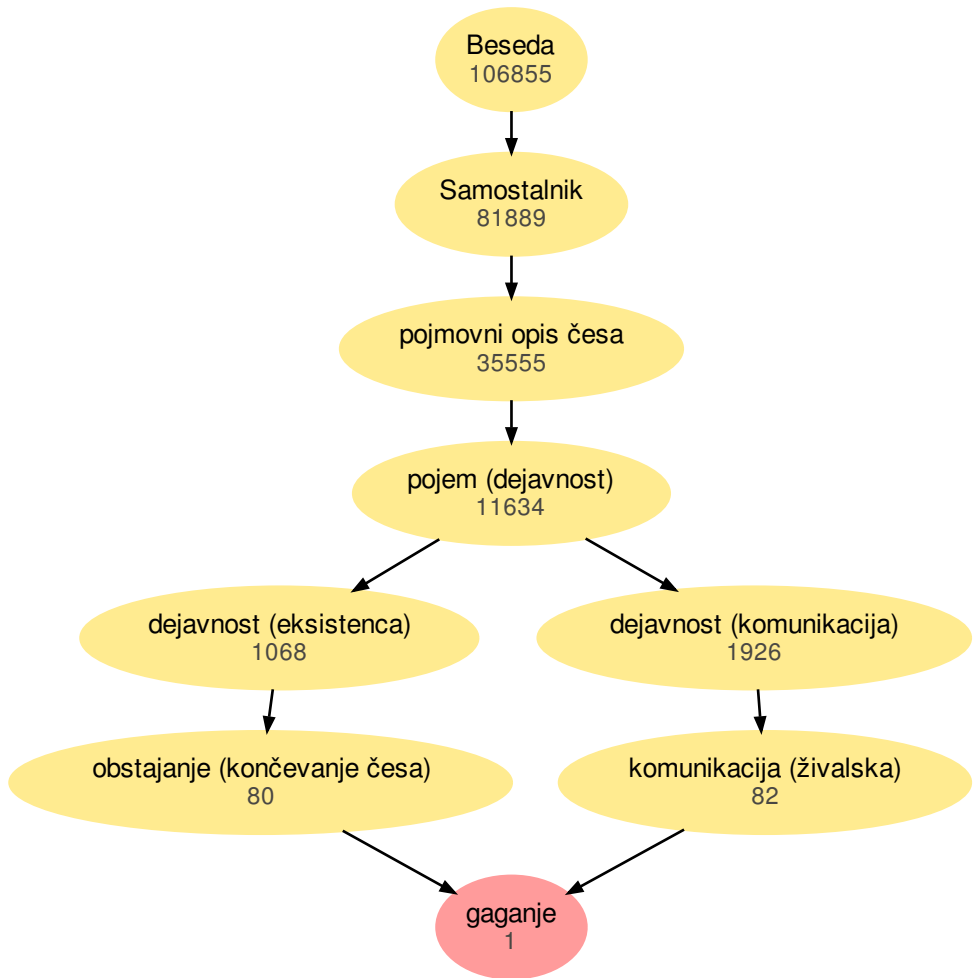 Beseda
106855
Samostalnik
81889
pojmovni opis česa
35555
pojem (dejavnost)
11634
dejavnost (eksistenca)
1068
dejavnost (komunikacija)
1926
obstajanje (končevanje česa)
80
komunikacija (živalska)
82
gaganje
1